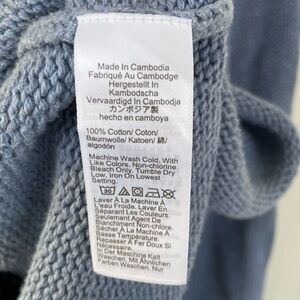 Made In Cambodia
Fabriqué Au Cambodge
Hergestellt In
Kambodscha
Vervaardigd In Cambodja
カンボジア製
hecho en camboya
100% Cotton/ Coton/
Baumwolle/ Katoen/ 綿/
algodón
Machine Wash Cold, With
Like Colors. Non-chlorine
Bleach Only. Tumble Dry
Low. Iron On Lowest
Setting.
30
Laver À La Machine À
L'eau Froide. Laver En
Séparant Les Couleurs.
Seulement Agent De
Blanchiment Non Chloré.
Sécher À La Machine À
Basse Température.
Repasser À Fer Doux Si
Nécessaire.
In Der Maschine Kalt
Waschen, Mit Ähnlichen
Farben Waschen, Nur